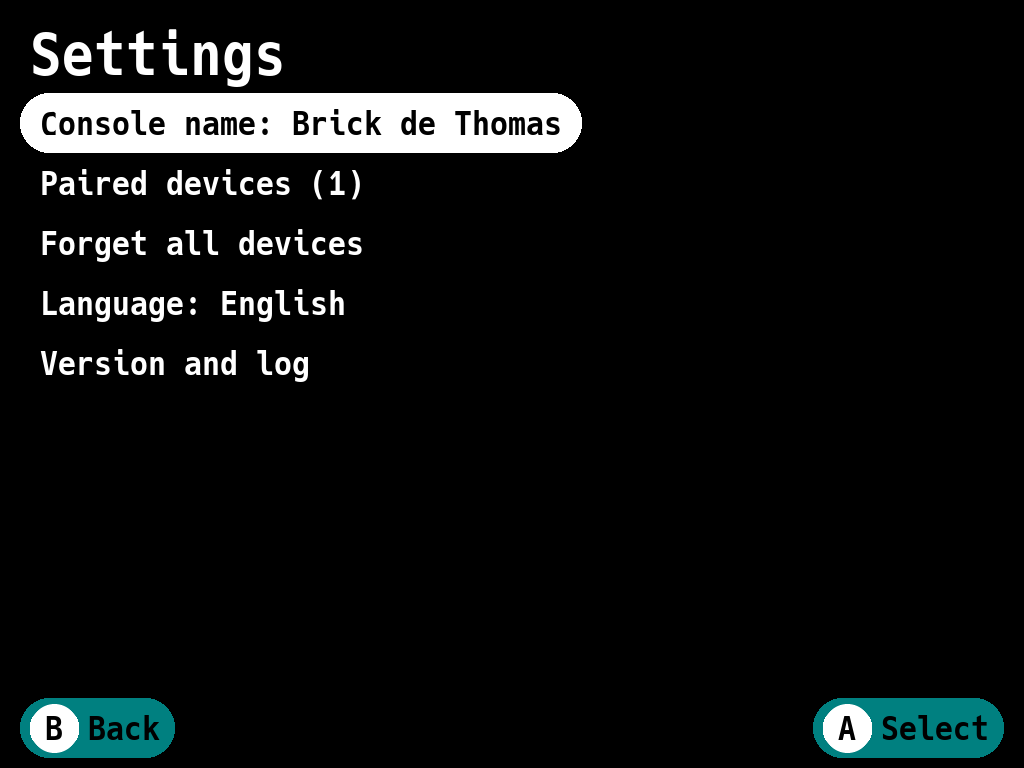 Settings
Console name: Brick de Thomas
Paired devices (1)
Forget all devices
Language: English
Version and log
B Back
A Select